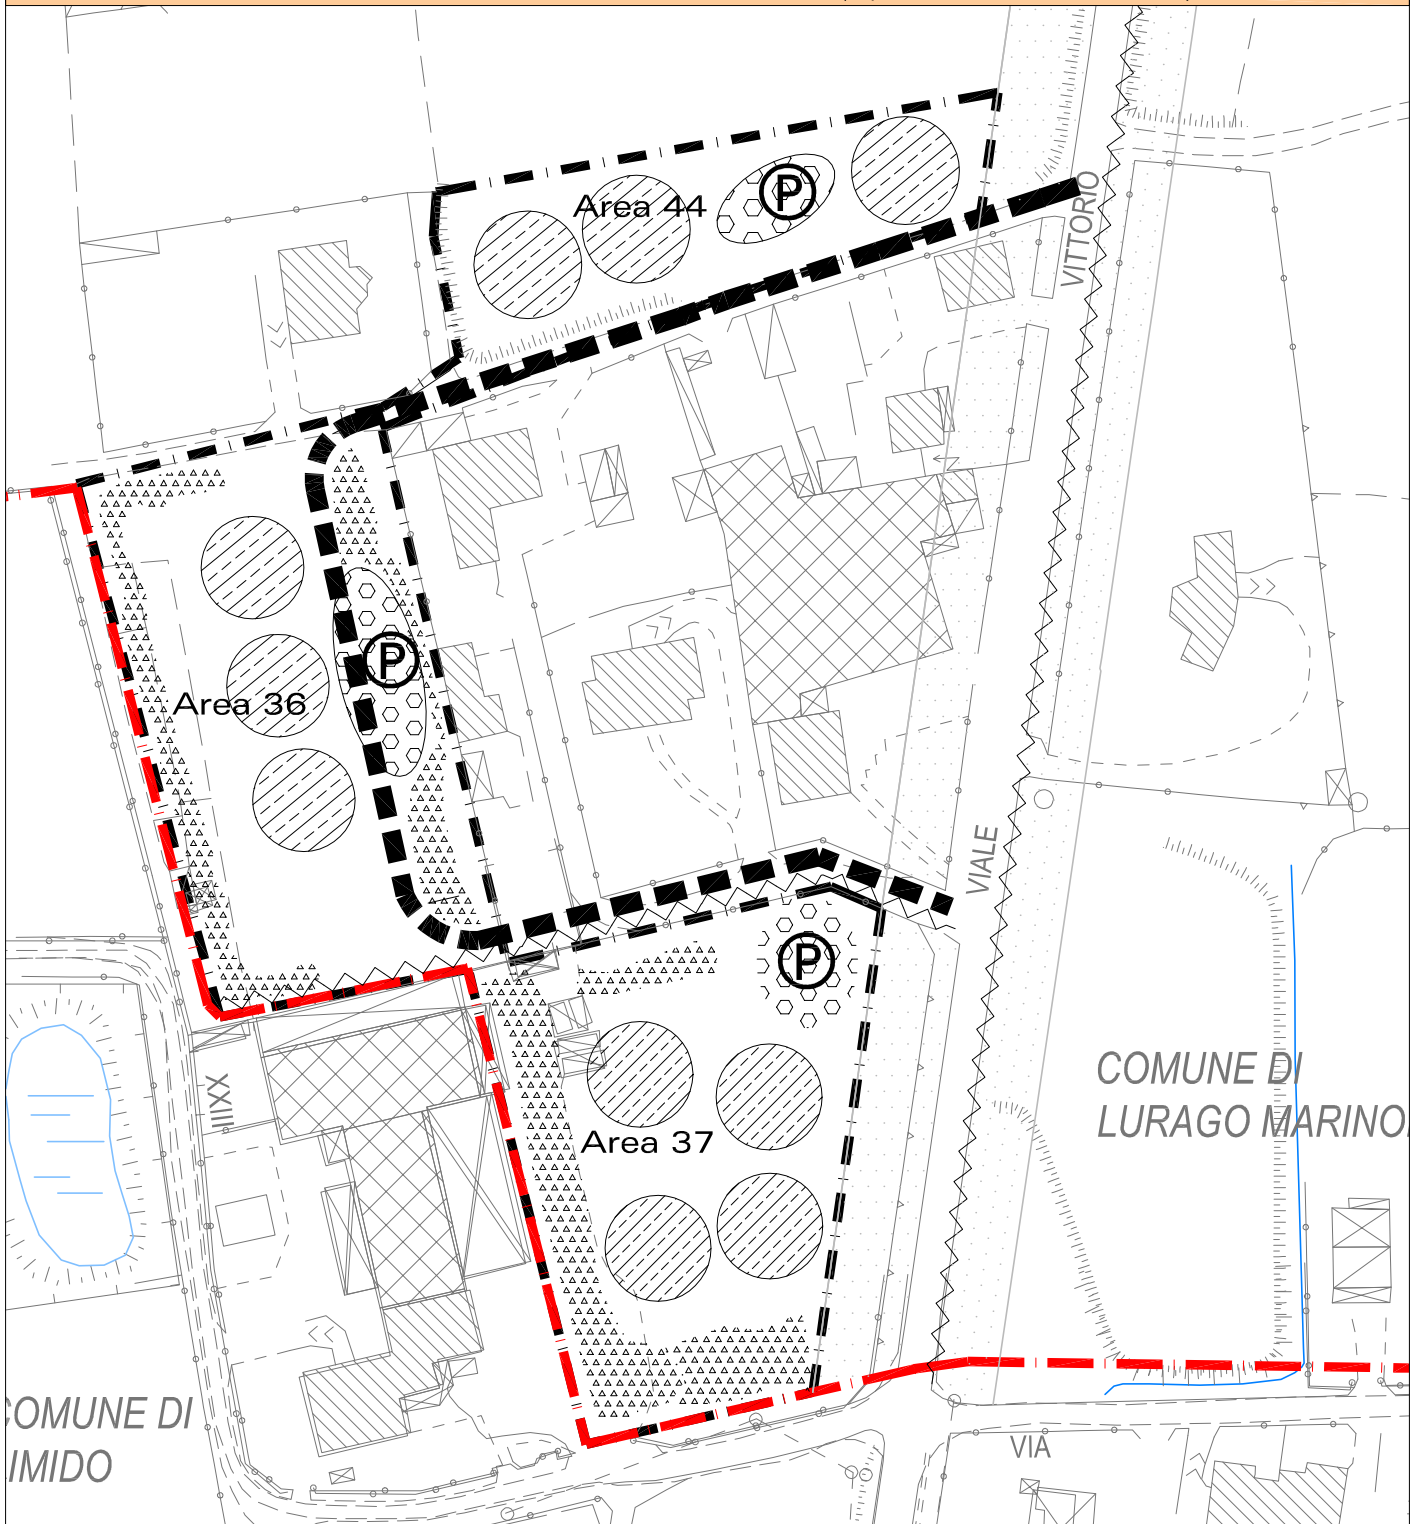 Area 44
P
VITTORIO
P
Area 36
VIALE
P
COMUNE DI
LURAGO MARINO
XXIII
Area 37
COMUNE DI
IMIDO
VIA